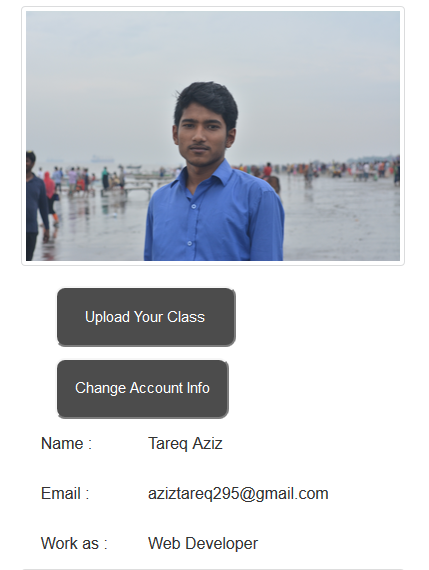 Upload Your Class
Change Account Info
Name : Tareq Aziz
Email : aziztareq295@gmail.com
Work as : Web Developer